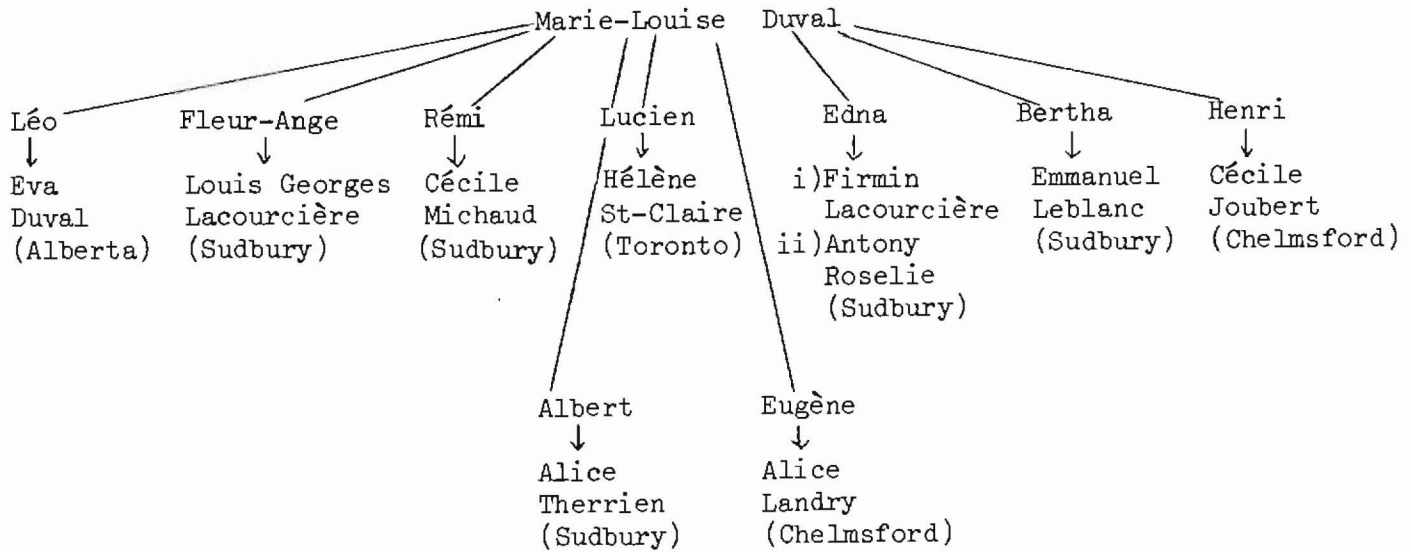 Marie-Louise Duval
Léo Fleur-Ange Rémi Lucien Edna Bertha Henri
Eva Louis Georges Cécile Hélène i)Firmin Emmanuel Cécile
Duval Lacourcière Michaud St-Claire Lacourcière Leblanc Joubert
(Alberta) (Sudbury) (Sudbury) (Toronto) ii)Antony (Sudbury) (Chelmsford)
Roselie
(Sudbury)
Albert Eugène
Alice Alice
Therrien Landry
(Sudbury) (Chelmsford)